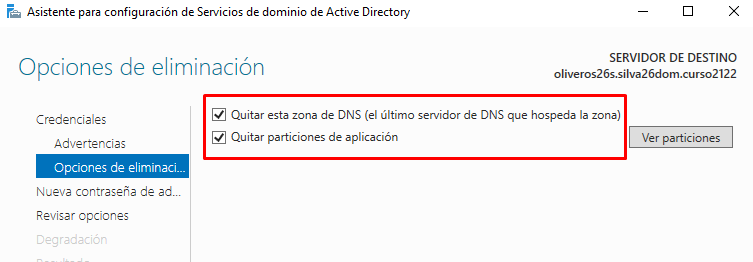 Asistente para configuración de Servicios de dominio de Active Directory
Opciones de eliminación
SERVIDOR DE DESTINO
oliveros26s.silva26dom.curso2122
Credenciales
Advertencias
Opciones de eliminaci...
Nueva contraseña de ad...
Revisar opciones
Degradación
Resultado
Quitar esta zona de DNS (el último servidor de DNS que hospeda la zona)
Quitar particiones de aplicación
Ver particiones